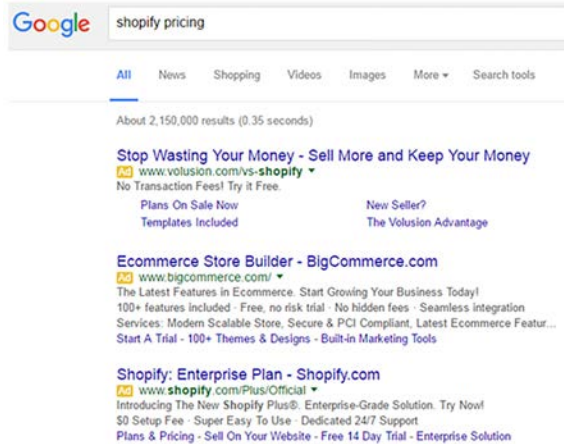 Google
shopify pricing
All News Shopping Videos Images More ▾ Search tools
About 2,150,000 results (0.35 seconds)
Stop Wasting Your Money - Sell More and Keep Your Money
Ad www.volusion.com/vs-shopify ▾
No Transaction Fees! Try it Free.
Plans On Sale Now New Seller?
Templates Included The Volusion Advantage
Ecommerce Store Builder - BigCommerce.com
Ad www.bigcommerce.com/ ▾
The Latest Features in Ecommerce. Start Growing Your Business Today!
100+ features included · Free, no risk trial · No hidden fees · Seamless integration
Services: Modern Scalable Store, Secure & PCI Compliant, Latest Ecommerce Featur...
Start A Trial - 100+ Themes & Designs - Built-in Marketing Tools
Shopify: Enterprise Plan - Shopify.com
Ad www.shopify.com/Plus/Official ▾
Introducing The New Shopify Plus®. Enterprise-Grade Solution. Try Now!
$0 Setup Fee · Super Easy To Use · Dedicated 24/7 Support
Plans & Pricing - Sell On Your Website - Free 14 Day Trial - Enterprise Solution